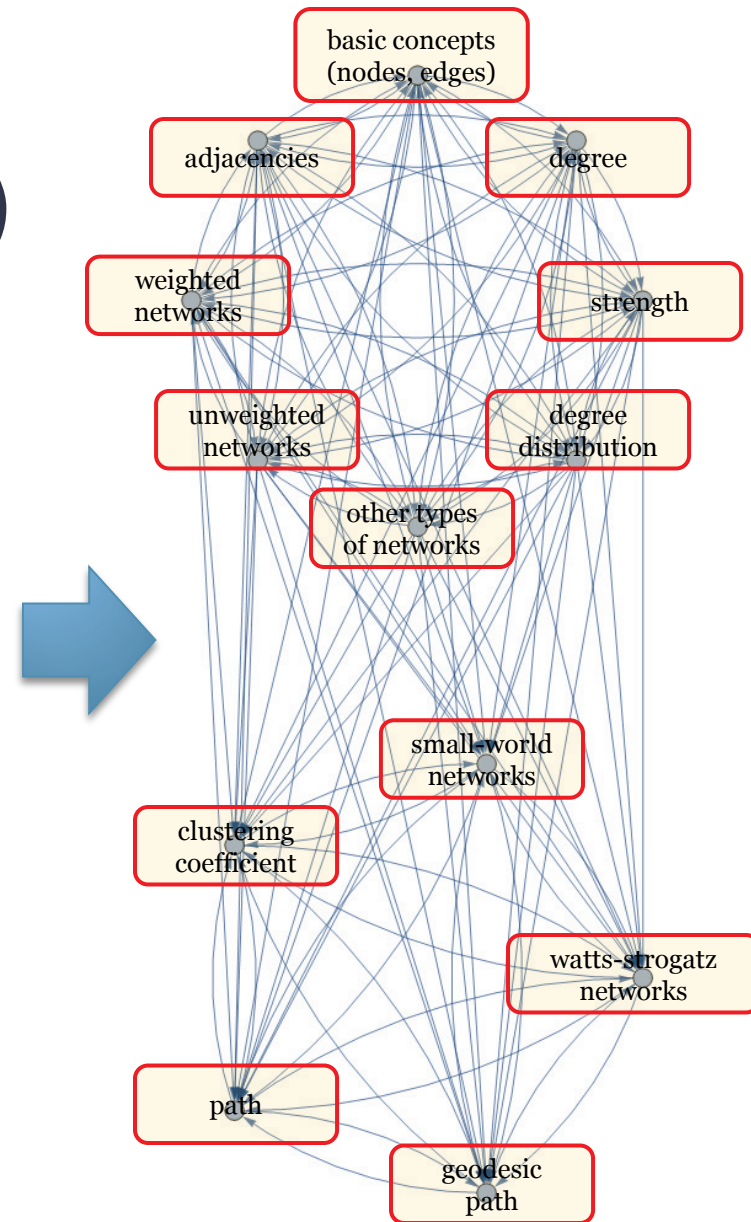 basic concepts
(nodes, edges)
adjacencies
degree
weighted
networks
strength
unweighted
networks
degree
distribution
other types
of networks
small-world
networks
clustering
coefficient
watts-strogatz
networks
path
geodesic
path